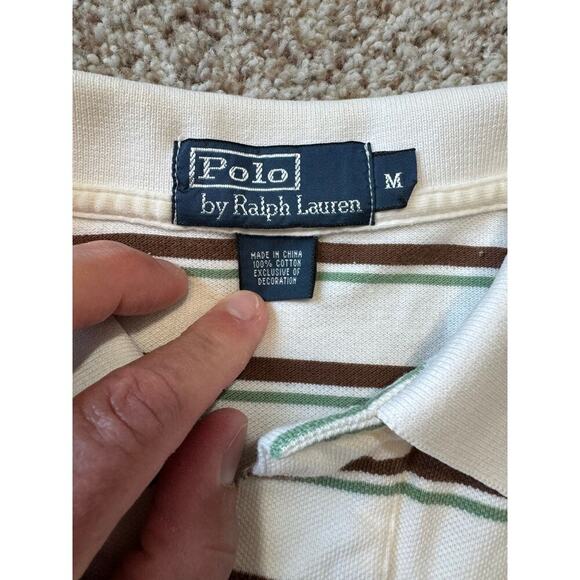 Polo
by Ralph Lauren
M
MADE IN CHINA
100% COTTON
EXCLUSIVE OF
DECORATION